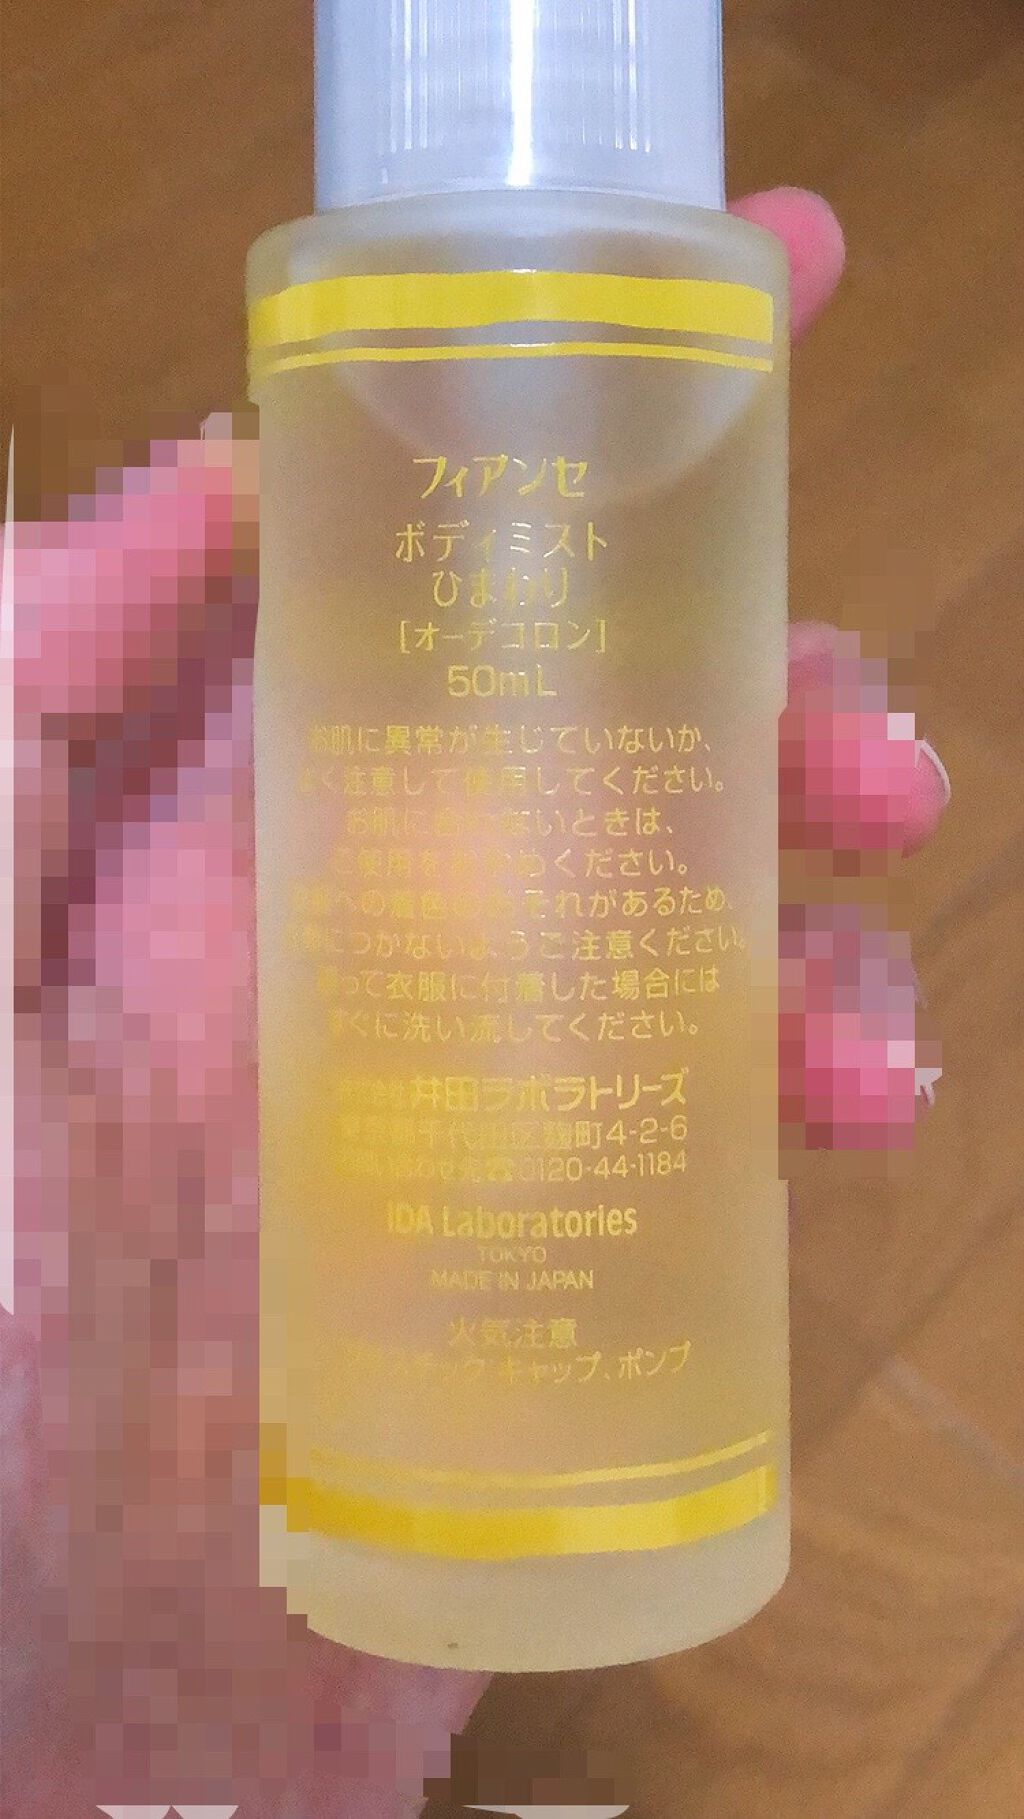 フィアンセ
ボディミスト
ひまわり
[オーデコロン]
50mL
お肌に異常が生じていないか、
よく注意して使用してください。
お肌に合わないときは、
ご使用をおやめください。
への着色のおそれがあるため、
につかないようご注意ください。
誤って衣服に付着した場合には
すぐに洗い流してください。
井田ラボラトリーズ
千代田区麹町4-2-6
☎0120-44-1184
IDA Laboratories
TOKYO
MADE IN JAPAN
火気注意
プラスチック:キャップ、ポンプ